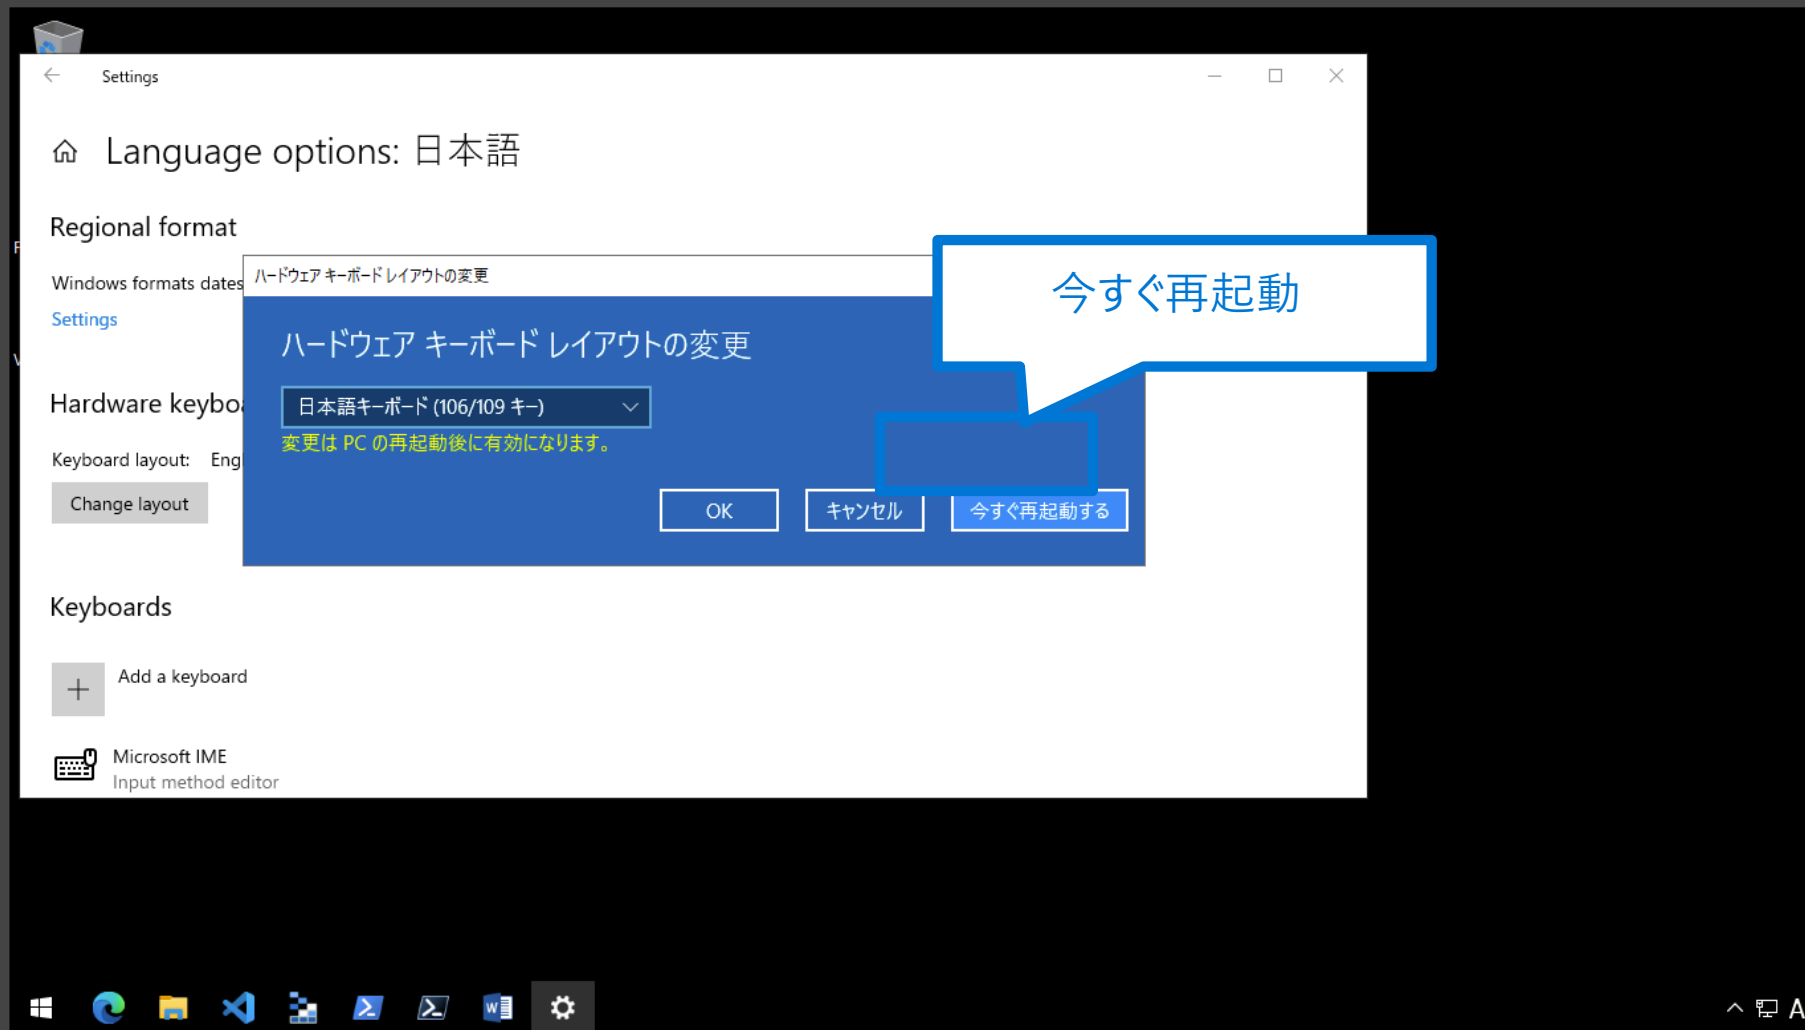 Settings
Language options: 日本語
Regional format
Windows formats dates
Settings
ハードウェア キーボード レイアウトの変更
今すぐ再起動
ハードウェア キーボード レイアウトの変更
日本語キーボード (106/109 キー)
変更は PC の再起動後に有効になります。
Hardware keyboa
Keyboard layout: Engl
Change layout
OK
キャンセル
今すぐ再起動する
Keyboards
Add a keyboard
Microsoft IME
Input method editor
A